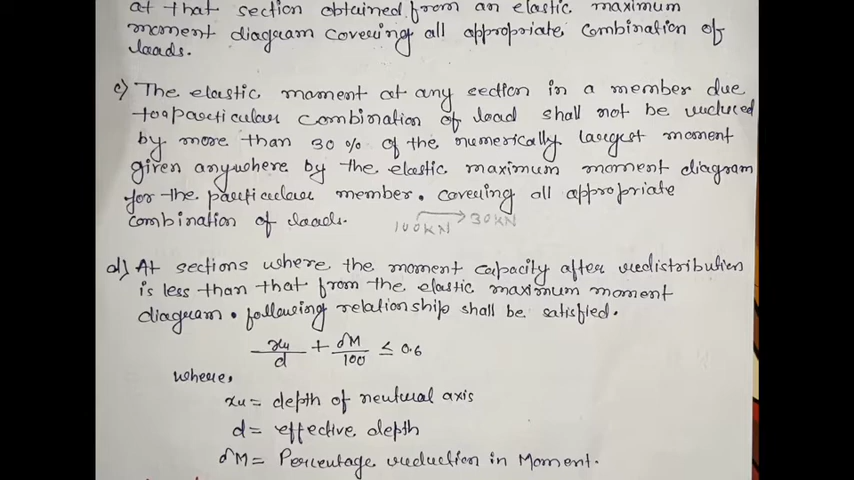 at that section obtained from an elastic maximum
moment diagram covering all appropriate combination of
loads.
c) The elastic moment at any section in a member due
to a particular combination of load shall not be reduced
by more than 30% of the numerically largest moment
given anywhere by the elastic maximum moment diagram
for the particular member. covering all appropriate
combination of loads.
100KN → 30KN
d) At sections where the moment capacity after redistribution
is less than that from the elastic maximum moment
diagram. following relationship shall be satisfied.
xu/d + δM/100 ≤ 0.6
where,
xu = depth of neutral axis
d = effective depth
δM = Percentage reduction in Moment.